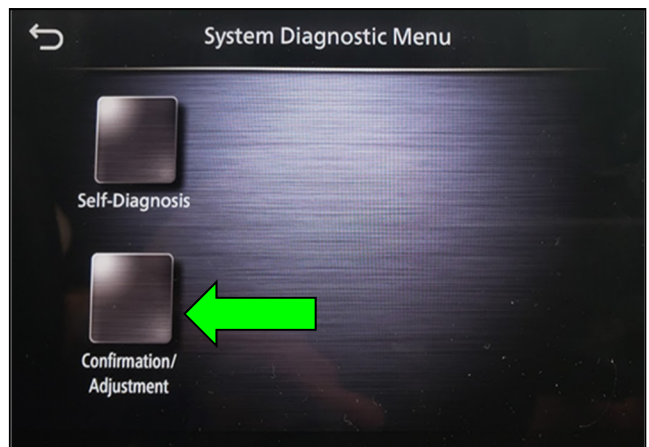 System Diagnostic Menu
Self-Diagnosis
Confirmation/
Adjustment